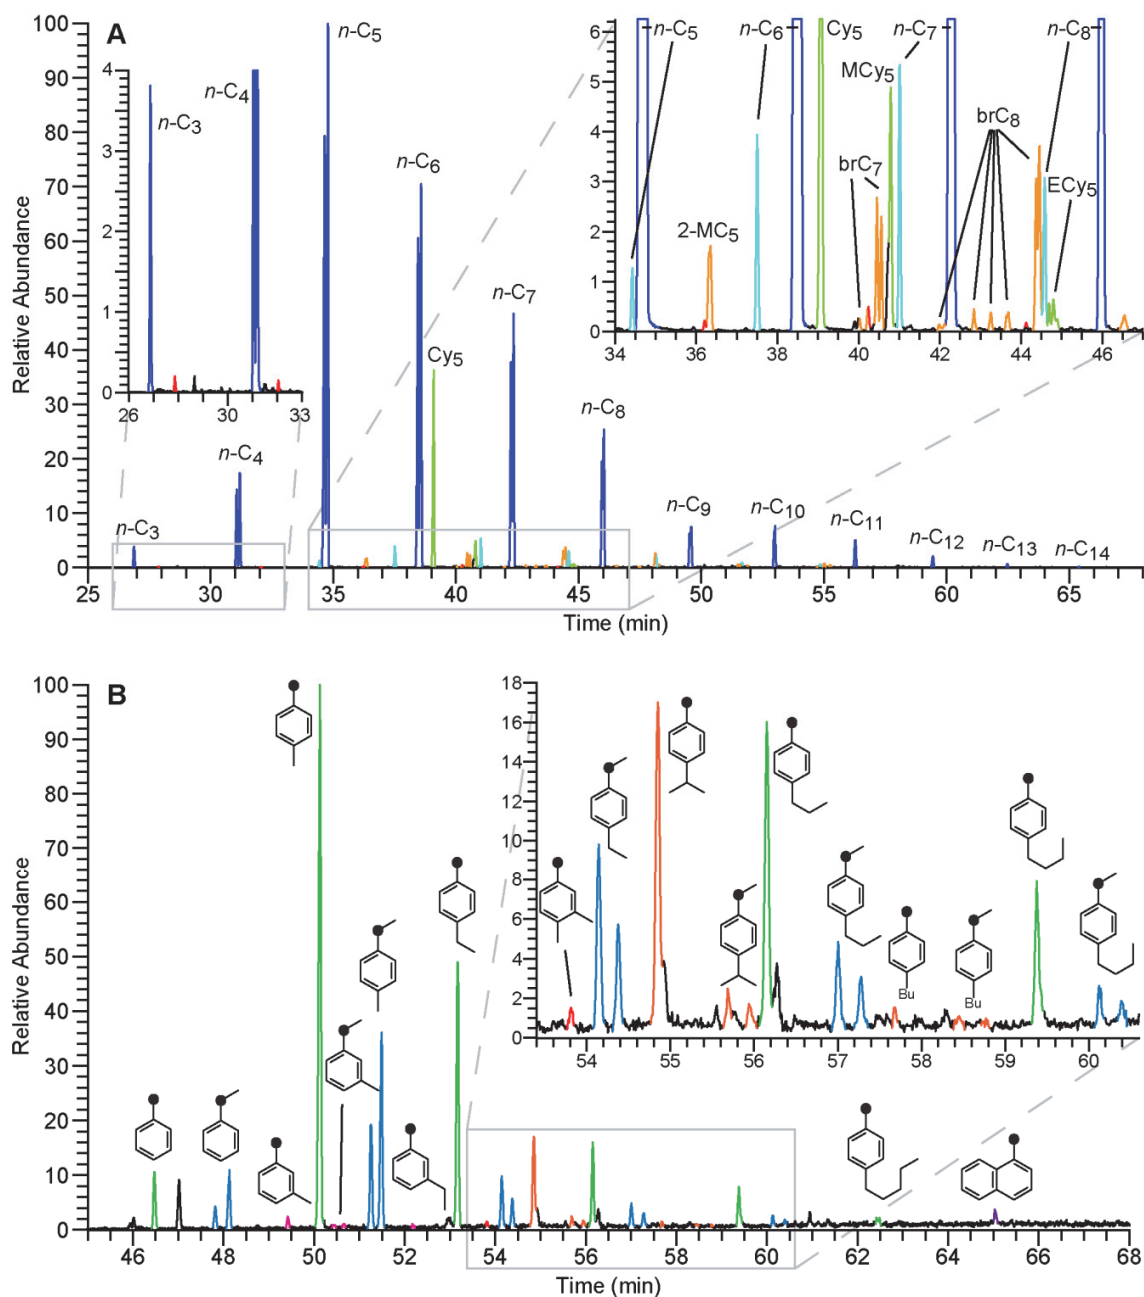 A
Relative Abundance
100
90
80
70
60
50
40
30
20
10
0
25
30
35
40
45
50
55
60
65
Time (min)
n-C3
n-C4
n-C5
n-C6
Cy5
n-C7
n-C8
n-C9
n-C10
n-C11
n-C12
n-C13
n-C14
4
3
2
1
0
26
30
33
n-C3
n-C4
6
5
4
3
2
1
0
34
36
38
40
42
44
46
n-C5
n-C6
Cy5
MCy5
n-C7
n-C8
brC8
brC7
2-MC5
ECy5
B
Relative Abundance
100
90
80
70
60
50
40
30
20
10
0
46
48
50
52
54
56
58
60
62
64
66
68
Time (min)
18
16
14
12
10
8
6
4
2
0
54
55
56
57
58
59
60
Bu
Bu